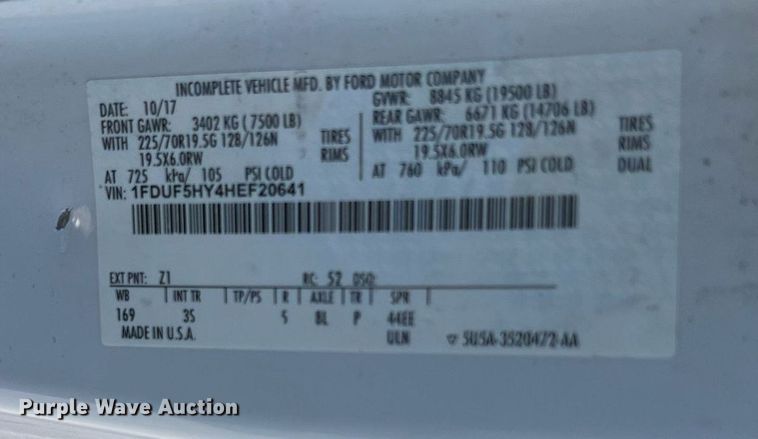 INCOMPLETE VEHICLE MFD. BY FORD MOTOR COMPANY
DATE: 10/17 GVWR: 8845 KG (19500 LB)
FRONT GAWR: 3402 KG (7500 LB) REAR GAWR: 6671 KG (14706 LB)
WITH 225/70R19.5G 128/126N TIRES WITH 225/70R19.5G 128/126N TIRES
19.5X6.0RW RIMS 19.5X6.0RW RIMS
AT 725 kPa/ 105 PSI COLD AT 760 kPa/ 110 PSI COLD DUAL
VIN: 1FDUF5HY4HEF20641
EXT PNT: Z1 RC: 52 DSO:
WB INT TR TP/PS R AXLE TR SPR
169 3S 5 8L P 44EE
MADE IN U.S.A. ULN 5U5A-3520472-AA
Purple Wave Auction